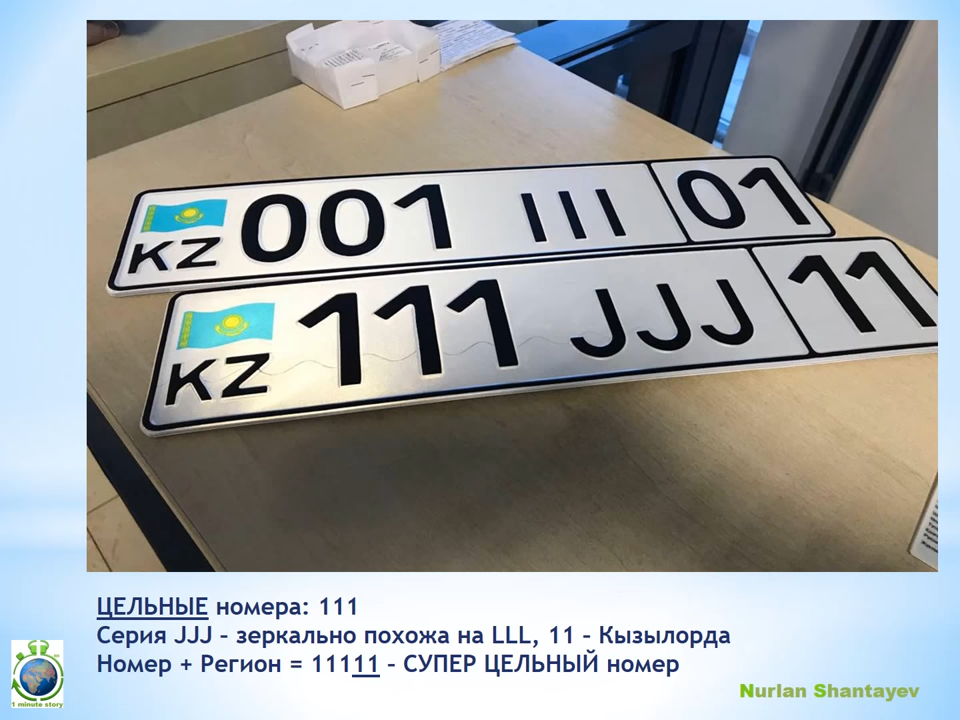 001 III 01
KZ
111 JJJ 11
KZ
ЦЕЛЬНЫЕ номера: 111
Серия JJJ – зеркально похожа на LLL, 11 – Кызылорда
Номер + Регион = 11111 – СУПЕР ЦЕЛЬНЫЙ номер
1 minute story
Nurlan Shantayev